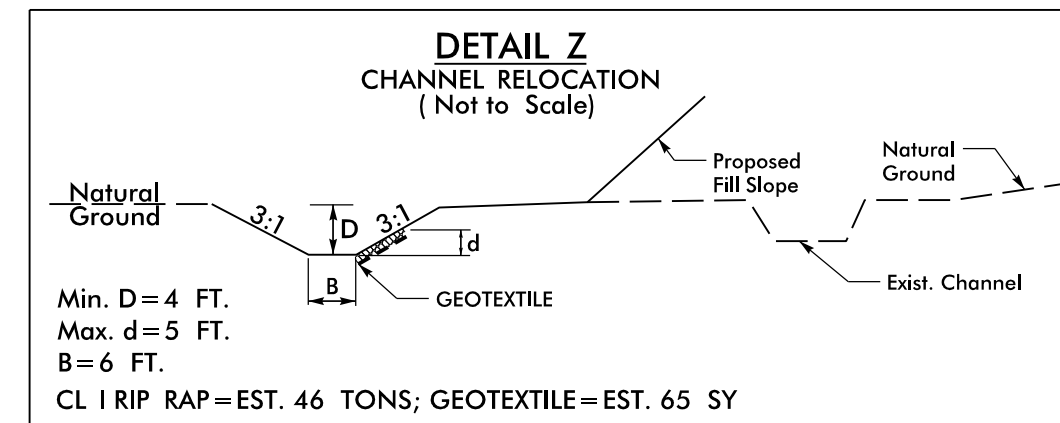 DETAIL Z
CHANNEL RELOCATION
( Not to Scale)
Proposed
Fill Slope
Natural
Ground
Natural
Ground
3:1
D
3:1
d
B
GEOTEXTILE
Exist. Channel
Min. D=4 FT.
Max. d=5 FT.
B=6 FT.
CL I RIP RAP=EST. 46 TONS; GEOTEXTILE=EST. 65 SY